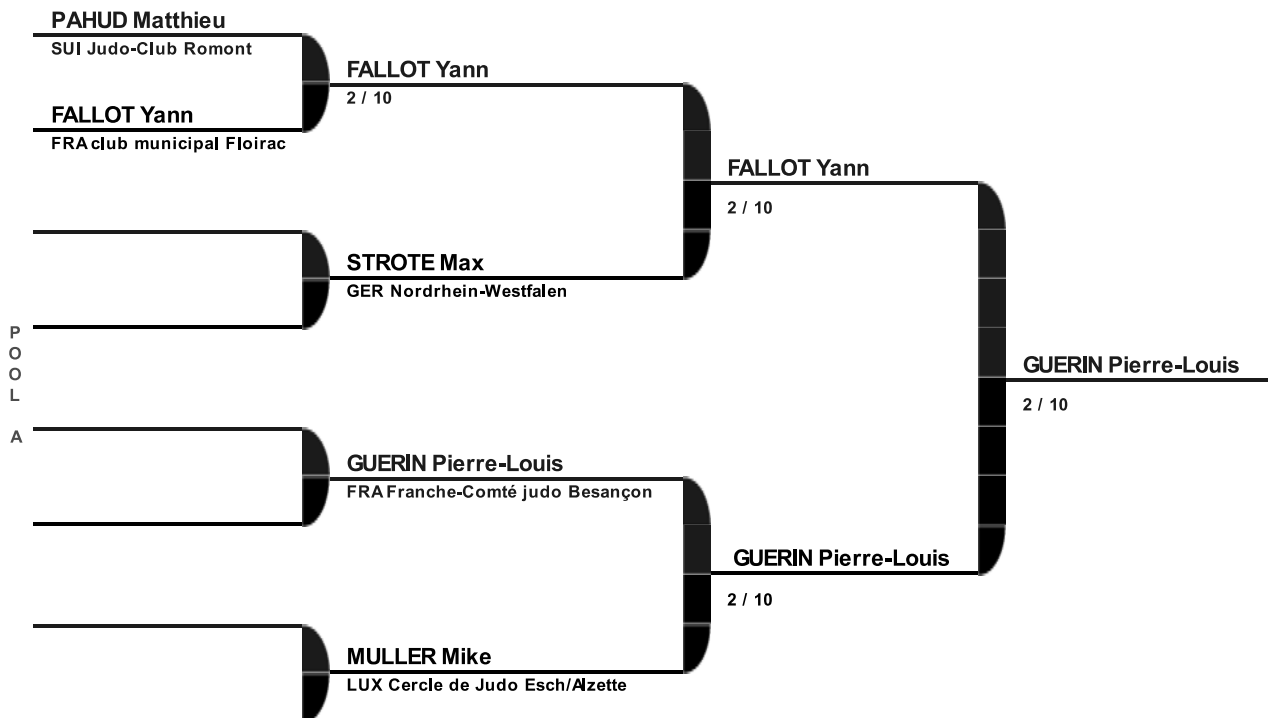 PAHUD Matthieu
SUI Judo-Club Romont
FALLOT Yann
2 / 10
FALLOT Yann
FRA club municipal Floirac
FALLOT Yann
2 / 10
STROTE Max
GER Nordrhein-Westfalen
POOL A
GUERIN Pierre-Louis
2 / 10
GUERIN Pierre-Louis
FRA Franche-Comté judo Besançon
GUERIN Pierre-Louis
2 / 10
MULLER Mike
LUX Cercle de Judo Esch/Alzette